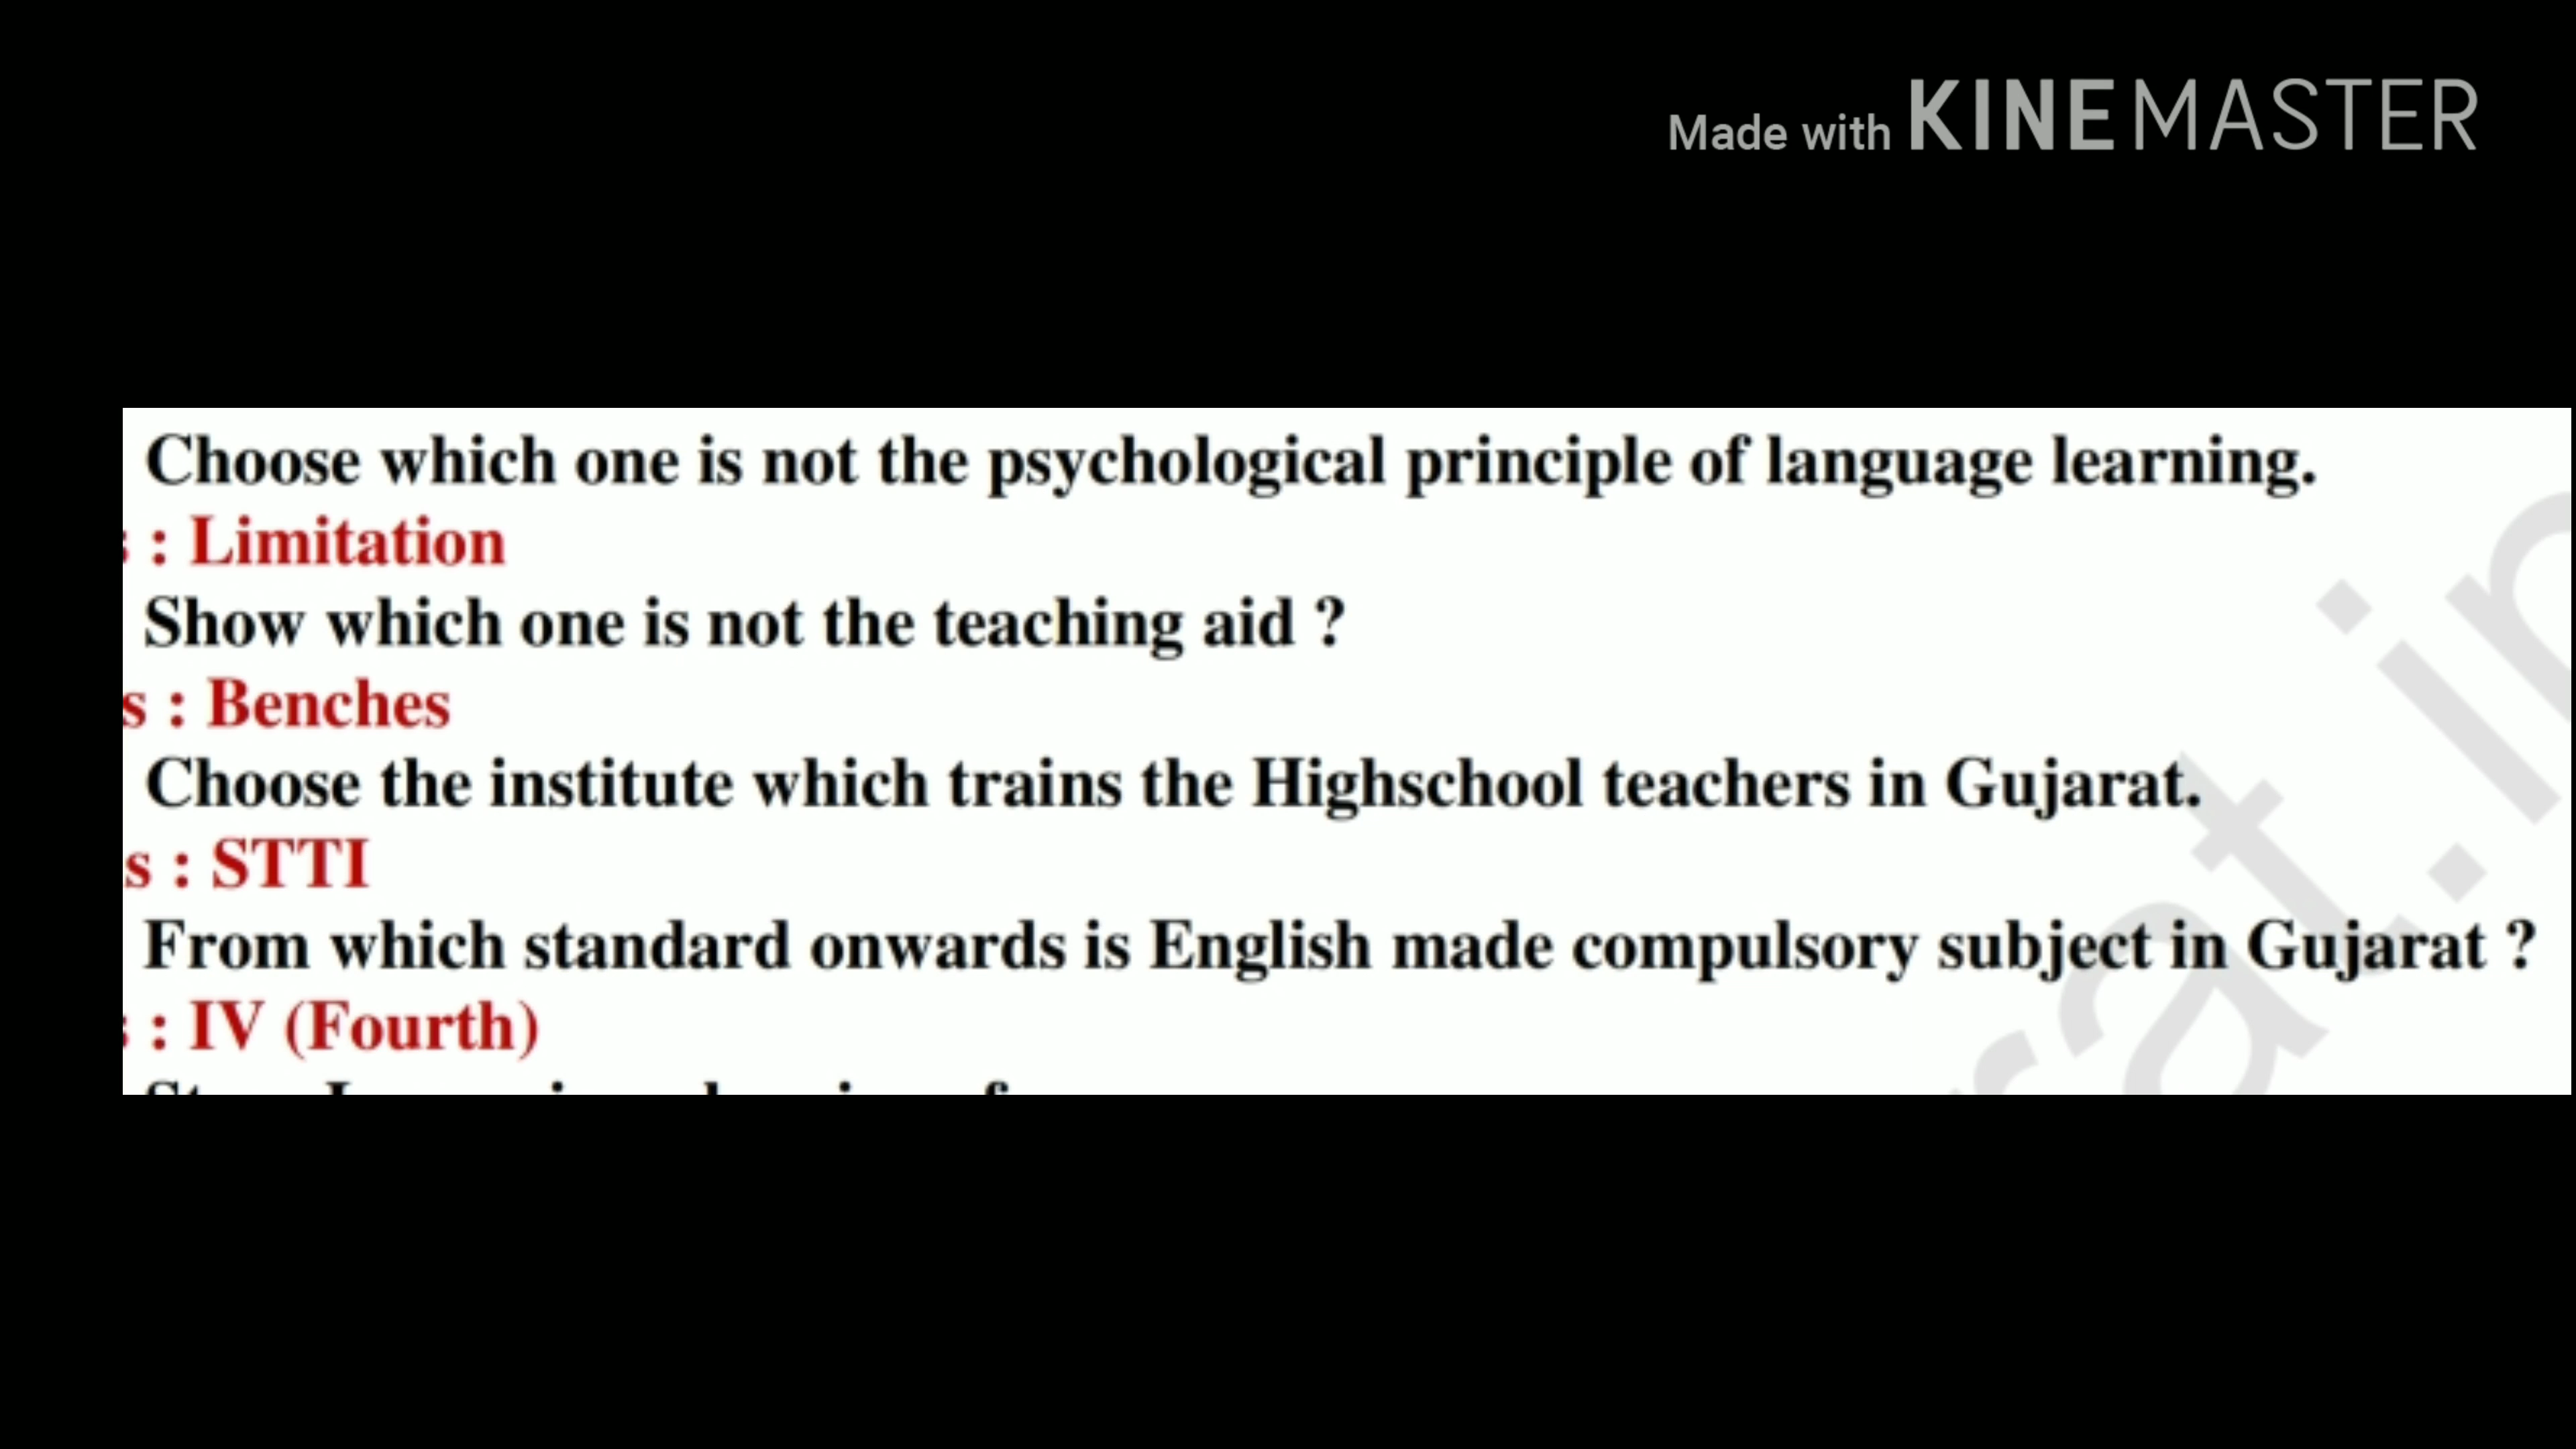 Made with KINEMASTER
Choose which one is not the psychological principle of language learning.
s : Limitation
Show which one is not the teaching aid ?
s : Benches
Choose the institute which trains the Highschool teachers in Gujarat.
s : STTI
From which standard onwards is English made compulsory subject in Gujarat ?
s : IV (Fourth)
rat.in